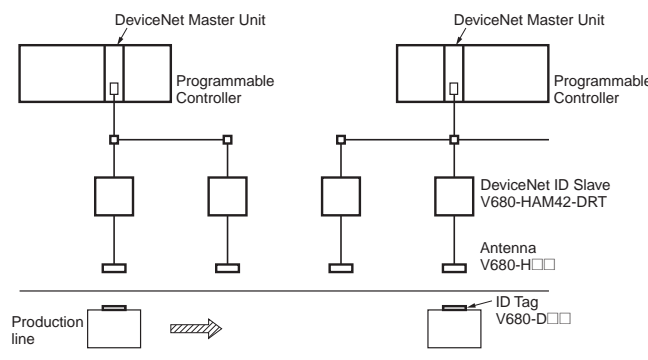 DeviceNet Master Unit
DeviceNet Master Unit
Programmable
Controller
Programmable
Controller
DeviceNet ID Slave
V680-HAM42-DRT
Antenna
V680-H□□
ID Tag
V680-D□□
Production
line